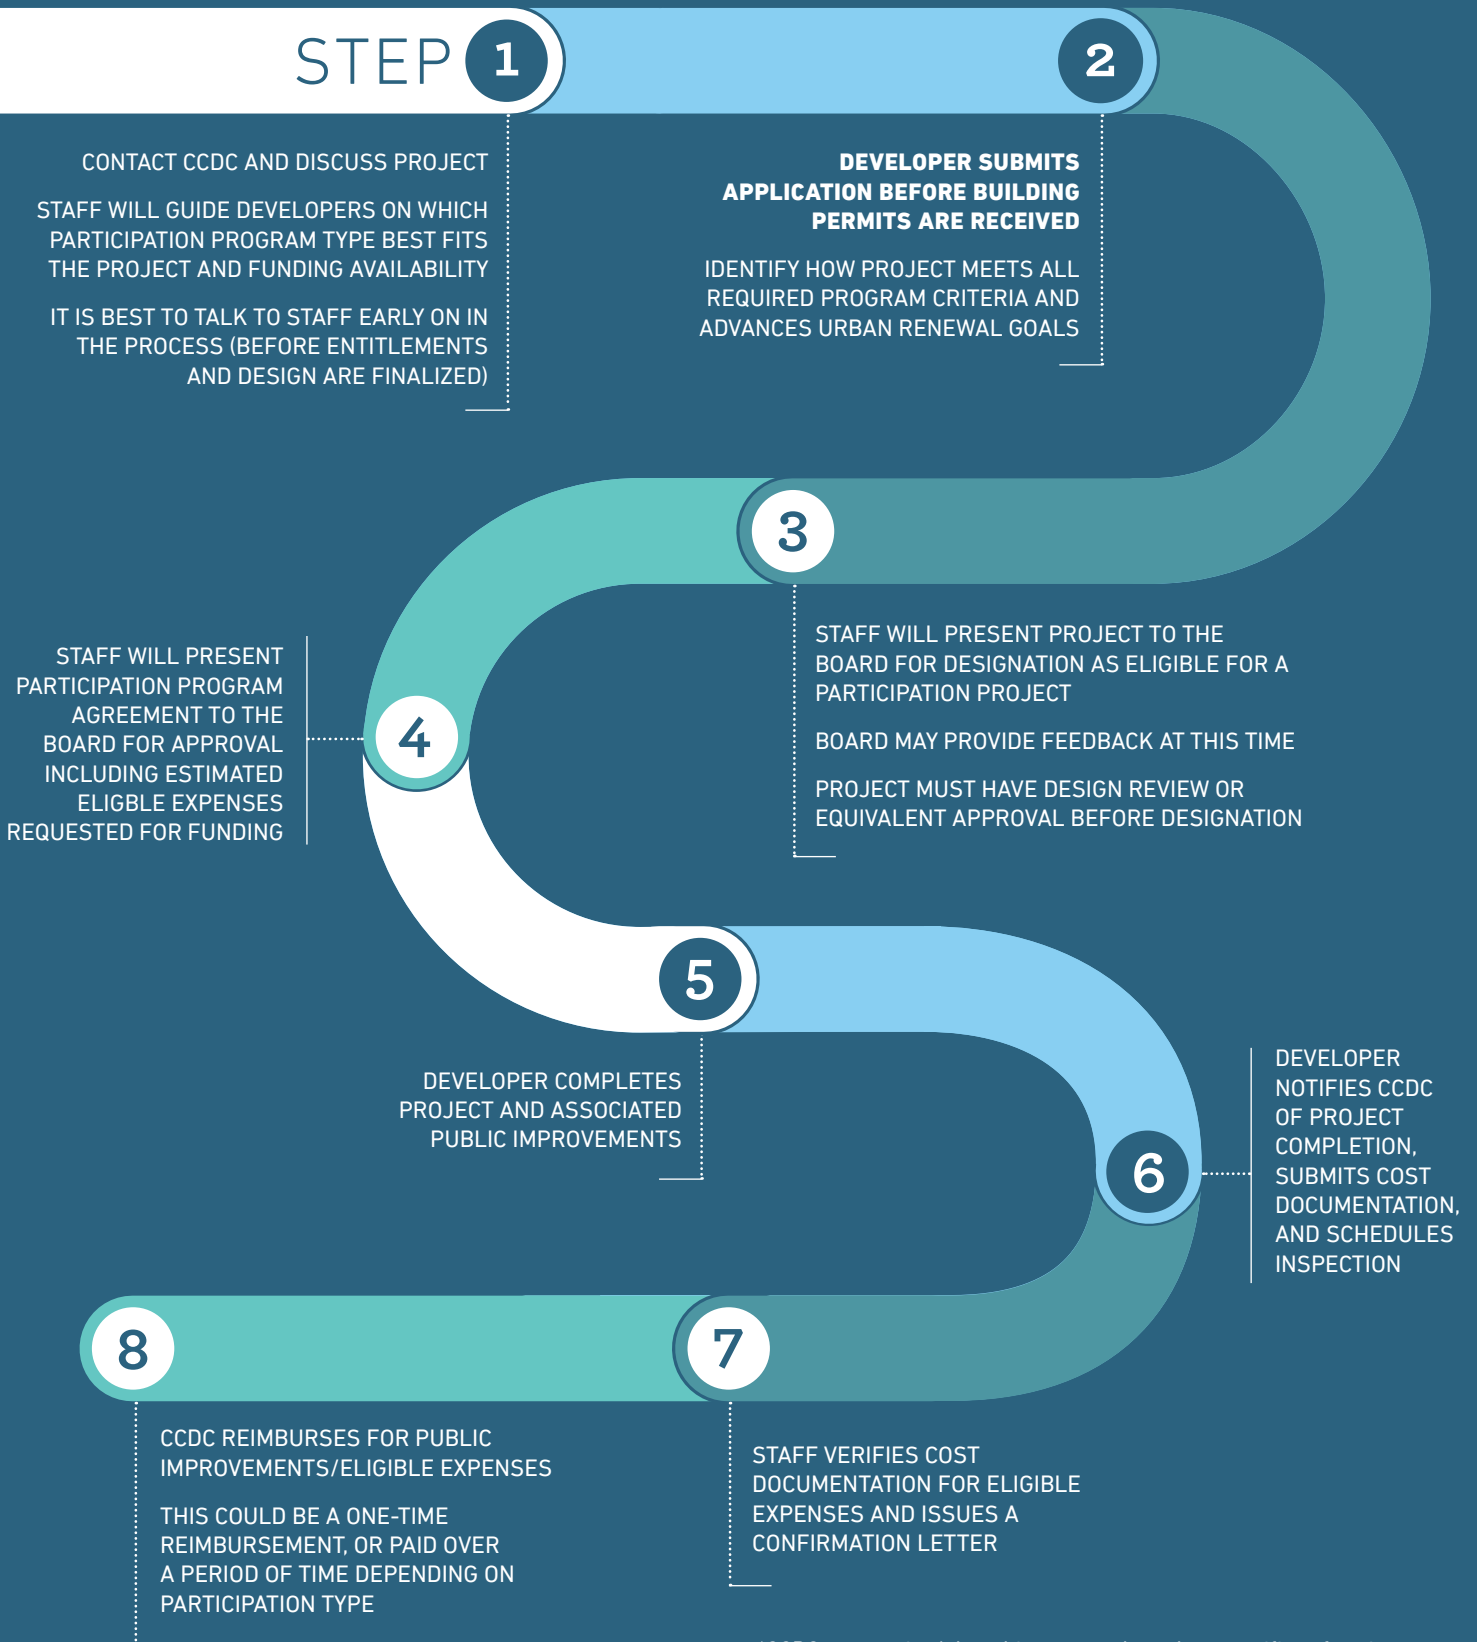 STEP 1
CONTACT CCDC AND DISCUSS PROJECT
STAFF WILL GUIDE DEVELOPERS ON WHICH
PARTICIPATION PROGRAM TYPE BEST FITS
THE PROJECT AND FUNDING AVAILABILITY
IT IS BEST TO TALK TO STAFF EARLY ON IN
THE PROCESS (BEFORE ENTITLEMENTS
AND DESIGN ARE FINALIZED)
2
DEVELOPER SUBMITS
APPLICATION BEFORE BUILDING
PERMITS ARE RECEIVED
IDENTIFY HOW PROJECT MEETS ALL
REQUIRED PROGRAM CRITERIA AND
ADVANCES URBAN RENEWAL GOALS
3
STAFF WILL PRESENT PROJECT TO THE
BOARD FOR DESIGNATION AS ELIGIBLE FOR A
PARTICIPATION PROJECT
BOARD MAY PROVIDE FEEDBACK AT THIS TIME
PROJECT MUST HAVE DESIGN REVIEW OR
EQUIVALENT APPROVAL BEFORE DESIGNATION
4
STAFF WILL PRESENT
PARTICIPATION PROGRAM
AGREEMENT TO THE
BOARD FOR APPROVAL
INCLUDING ESTIMATED
ELIGBLE EXPENSES
REQUESTED FOR FUNDING
5
DEVELOPER COMPLETES
PROJECT AND ASSOCIATED
PUBLIC IMPROVEMENTS
6
DEVELOPER
NOTIFIES CCDC
OF PROJECT
COMPLETION,
SUBMITS COST
DOCUMENTATION,
AND SCHEDULES
INSPECTION
7
STAFF VERIFIES COST
DOCUMENTATION FOR ELIGIBLE
EXPENSES AND ISSUES A
CONFIRMATION LETTER
8
CCDC REIMBURSES FOR PUBLIC
IMPROVEMENTS/ELIGIBLE EXPENSES
THIS COULD BE A ONE-TIME
REIMBURSEMENT, OR PAID OVER
A PERIOD OF TIME DEPENDING ON
PARTICIPATION TYPE